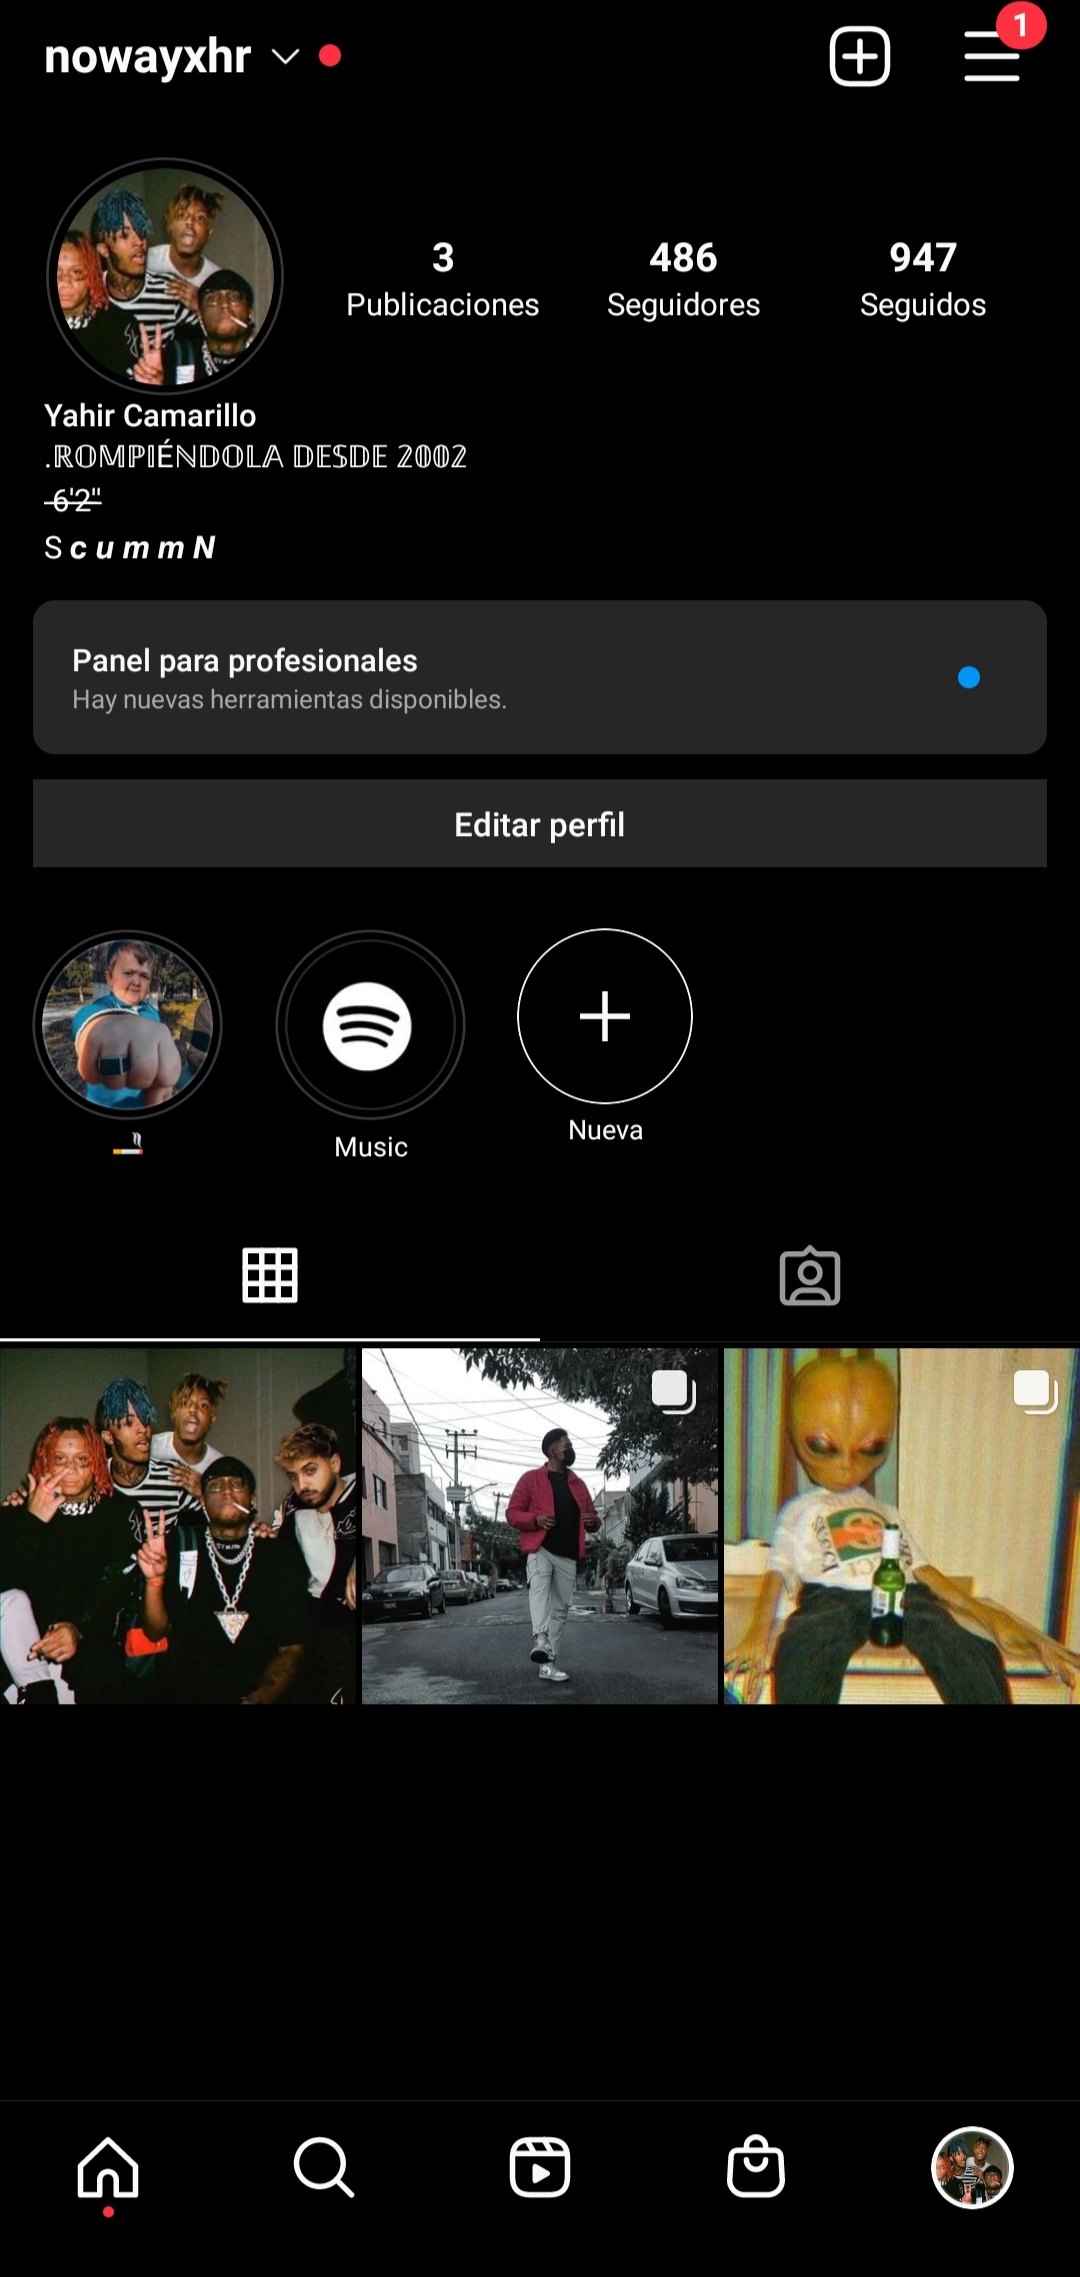 nowayxhr
1
3 486 947
Publicaciones Seguidores Seguidos
Yahir Camarillo
.ℝ𝕆𝕄ℙ𝕀É𝕟𝔻𝕆𝕃𝔸 𝔻𝔼𝕊𝔻𝔼 𝟚𝟘𝟘𝟚
6'2"
S c u m m N
Panel para profesionales
Hay nuevas herramientas disponibles.
Editar perfil
Music
Nueva